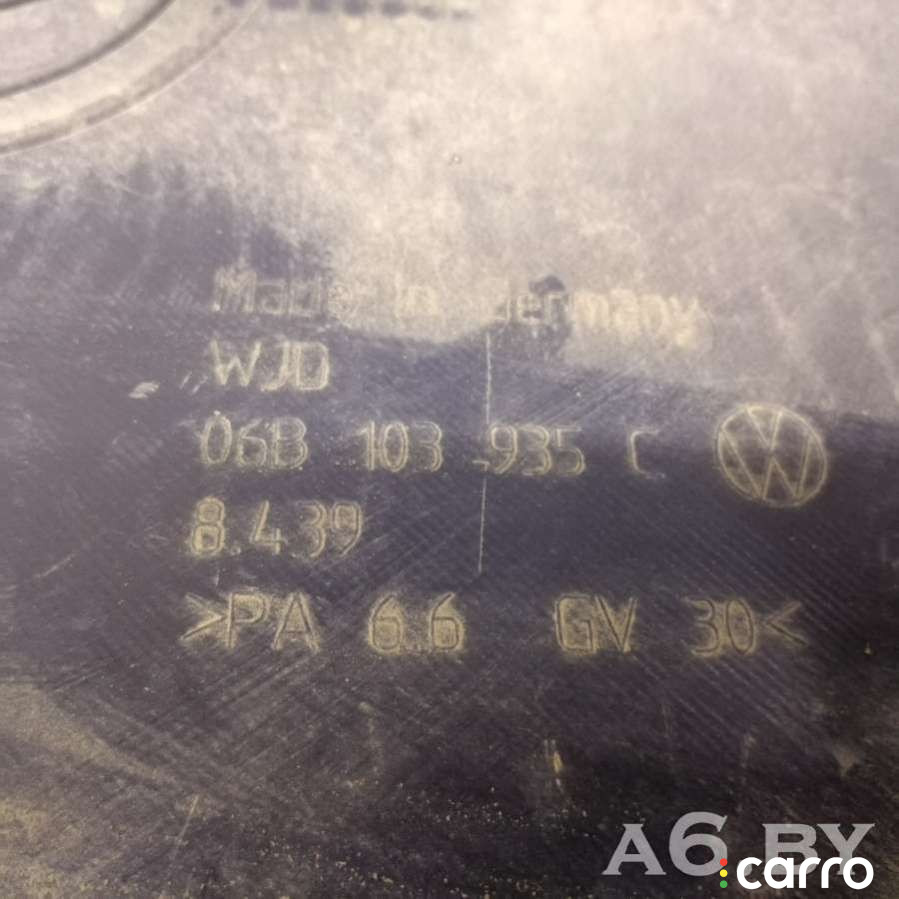 Made in Germany
WJD
06B 103 935 C
8.439
>PA 6.6 GV 30<
A6.BY
carro